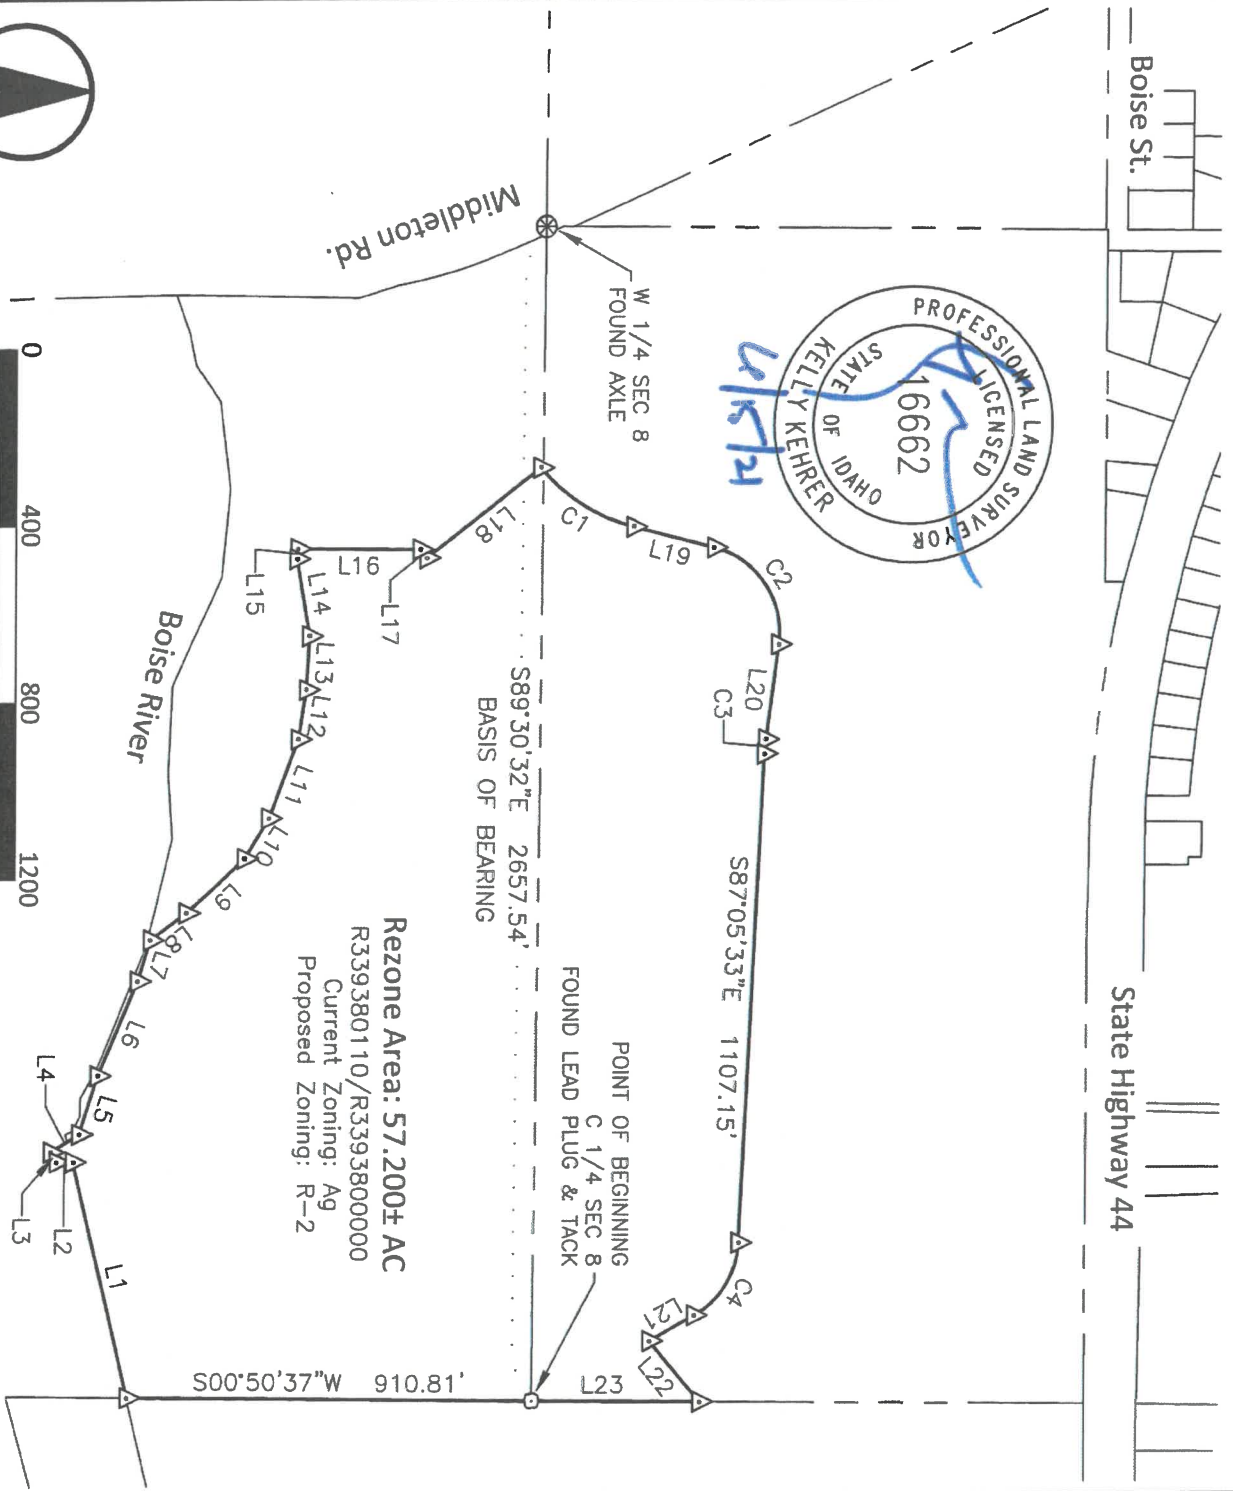 Boise St.
State Highway 44
Middleton Rd.
W 1/4 SEC 8
FOUND AXLE
PROFESSIONAL LAND SURVEYOR
LICENSED
16662
STATE OF IDAHO
KELLY KEHRER
C1
L19
C2
L20
C3
S87°05'33"E 1107.15'
C4
L21
L22
L23
POINT OF BEGINNING
C 1/4 SEC 8
FOUND LEAD PLUG & TACK
S89°30'32"E 2657.54'
BASIS OF BEARING
L18
L17
L16
L15
L14
L13
L12
L11
L10
L9
L8
L7
L6
L5
L4
L3
L2
L1
S00°50'37"W 910.81'
Rezone Area: 57.200± AC
R339380110/R3393800000
Current Zoning: Ag
Proposed Zoning: R-2
Boise River
0 400 800 1200